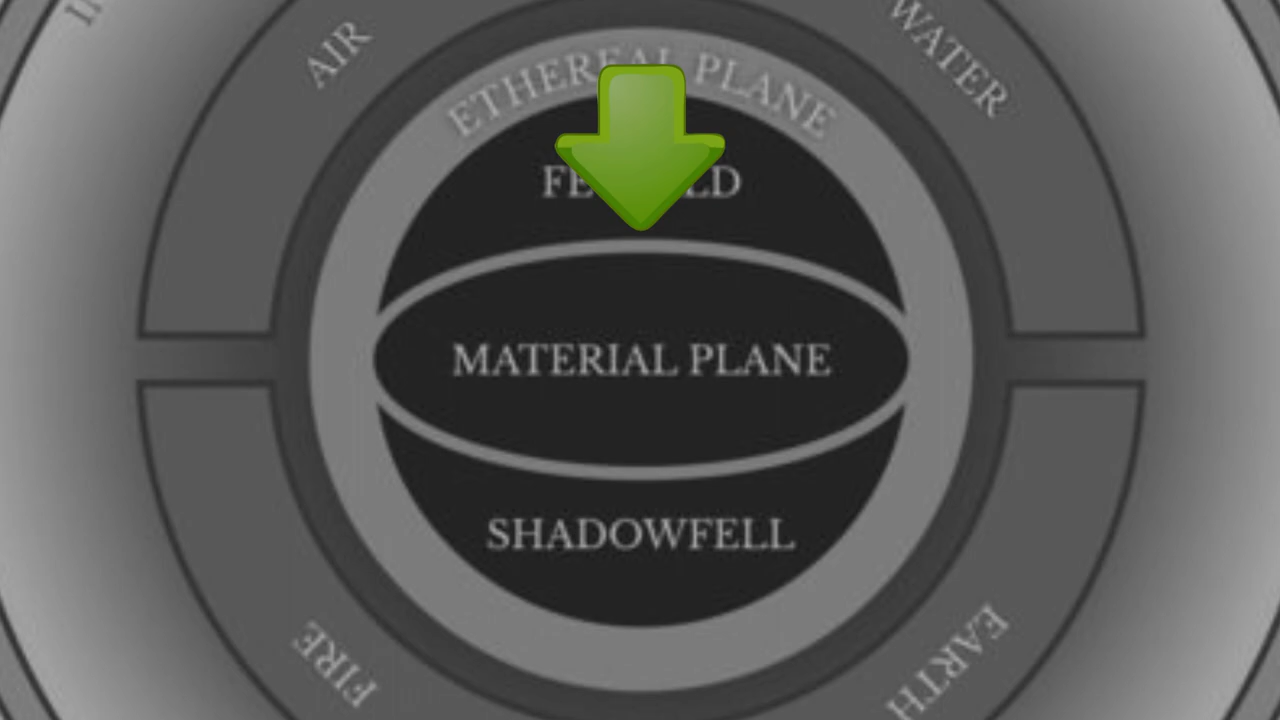 AIR
WATER
ETHEREAL PLANE
MATERIAL PLANE
SHADOWFELL
FIRE
EARTH